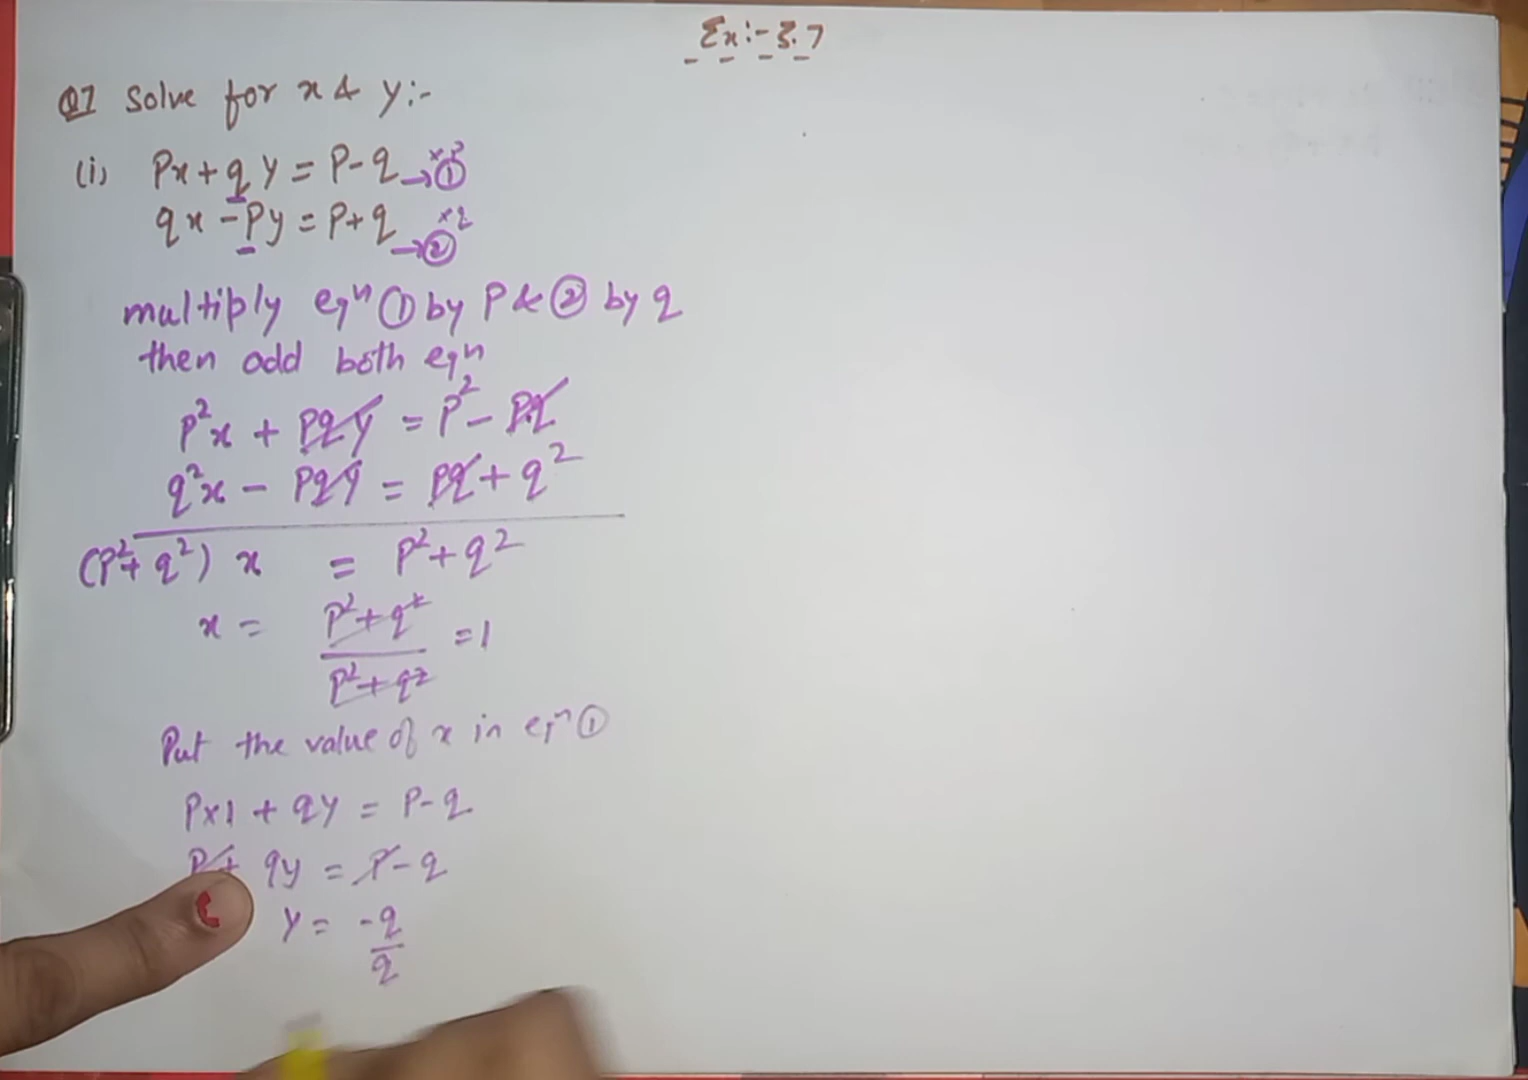 Ex:- 3.7
Q7 Solve for x & y:-
(i) Px + qy = P - q → ① ×P
qx - Py = P + q → ② ×q
multiply eqⁿ ① by P & ② by q
then add both eqⁿ
P²x + Pqy = P² - Pq
q²x - Pqy = Pq + q²
(P² + q²) x = P² + q²
x = P² + q² / P² + q² = 1
Put the value of x in eqⁿ ①
P×1 + qy = P - q
P + qy = P - q
y = -q / q